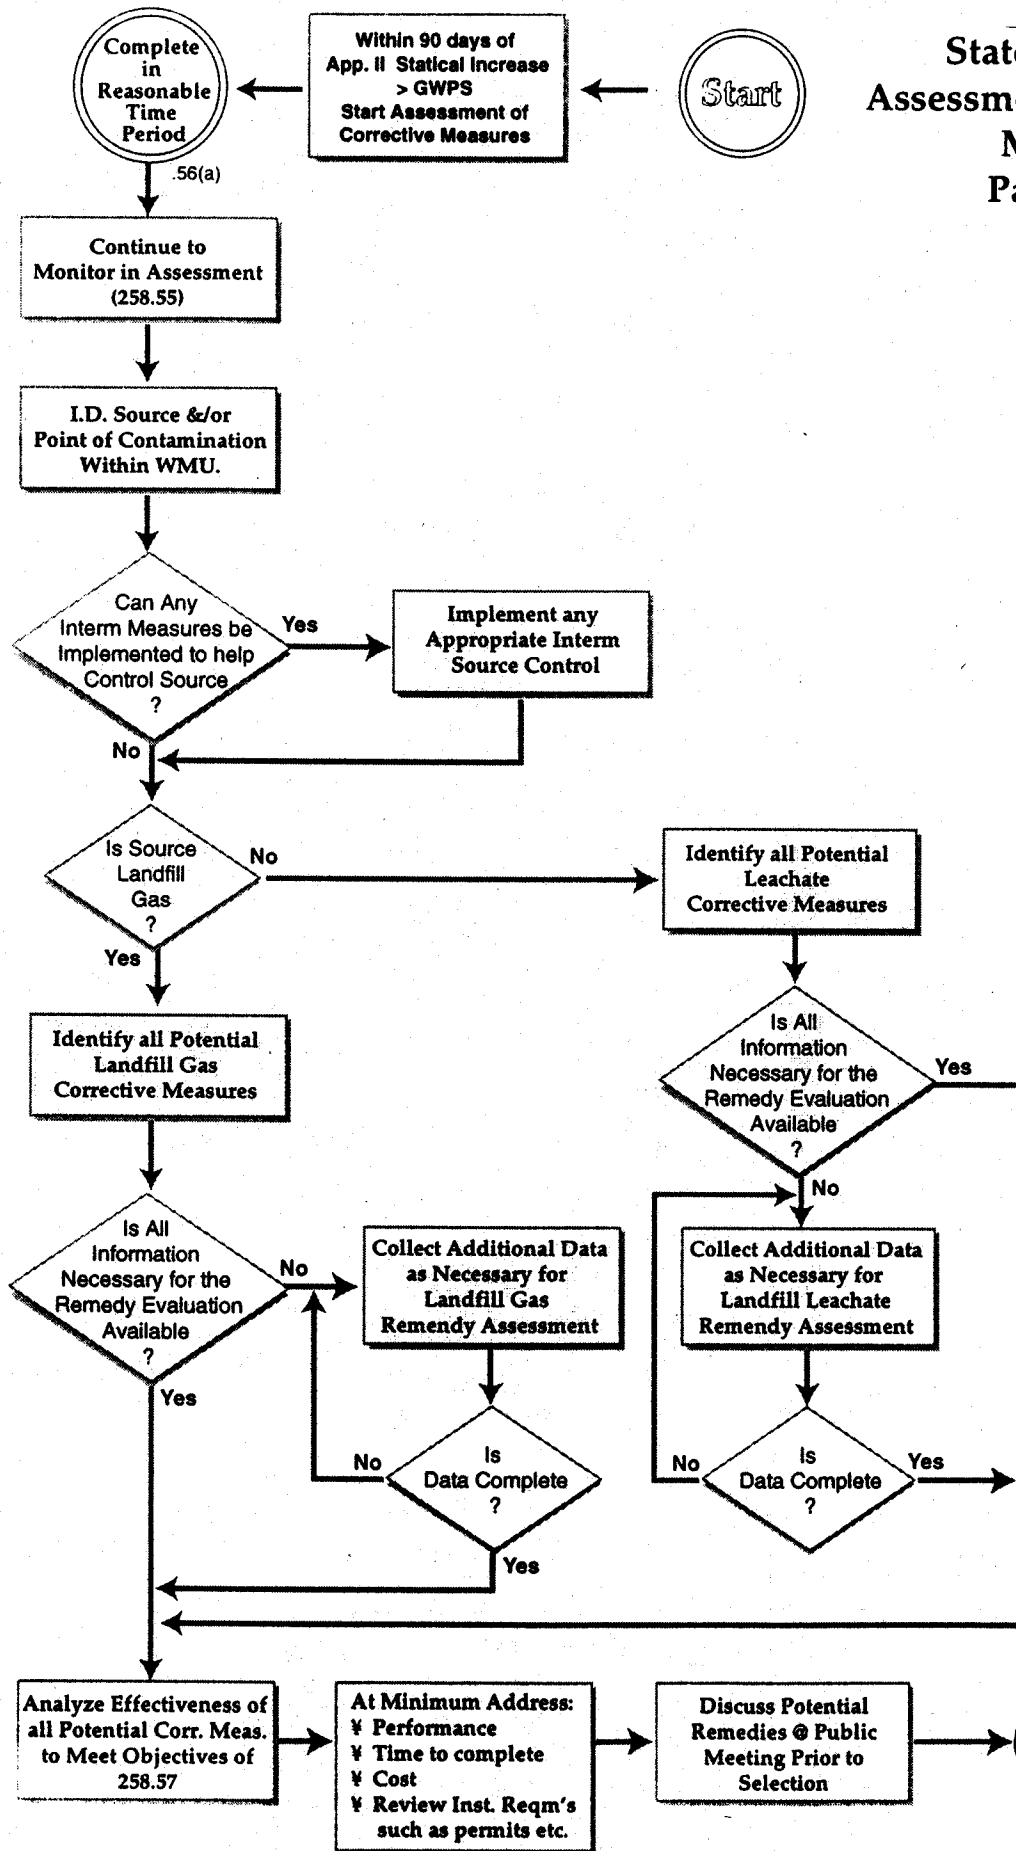 State
Assessm
M
Pa
Start
Within 90 days of
App. II Statical Increase
> GWPS
Start Assessment of
Corrective Measures
Complete
in
Reasonable
Time
Period
.56(a)
Continue to
Monitor in Assessment
(258.55)
I.D. Source &/or
Point of Contamination
Within WMU.
Can Any
Interm Measures be
Implemented to help
Control Source
?
Yes
Implement any
Appropriate Interm
Source Control
No
Is Source
Landfill
Gas
?
No
Identify all Potential
Leachate
Corrective Measures
Yes
Identify all Potential
Landfill Gas
Corrective Measures
Is All
Information
Necessary for the
Remedy Evaluation
Available
?
Yes
No
Is All
Information
Necessary for the
Remedy Evaluation
Available
?
No
Collect Additional Data
as Necessary for
Landfill Gas
Remendy Assessment
Collect Additional Data
as Necessary for
Landfill Leachate
Remendy Assessment
Yes
No
Is
Data Complete
?
Yes
No
Is
Data Complete
?
Yes
Analyze Effectiveness of
all Potential Corr. Meas.
to Meet Objectives of
258.57
At Minimum Address:
¥ Performance
¥ Time to complete
¥ Cost
¥ Review Inst. Reqm's
such as permits etc.
Discuss Potential
Remedies @ Public
Meeting Prior to
Selection